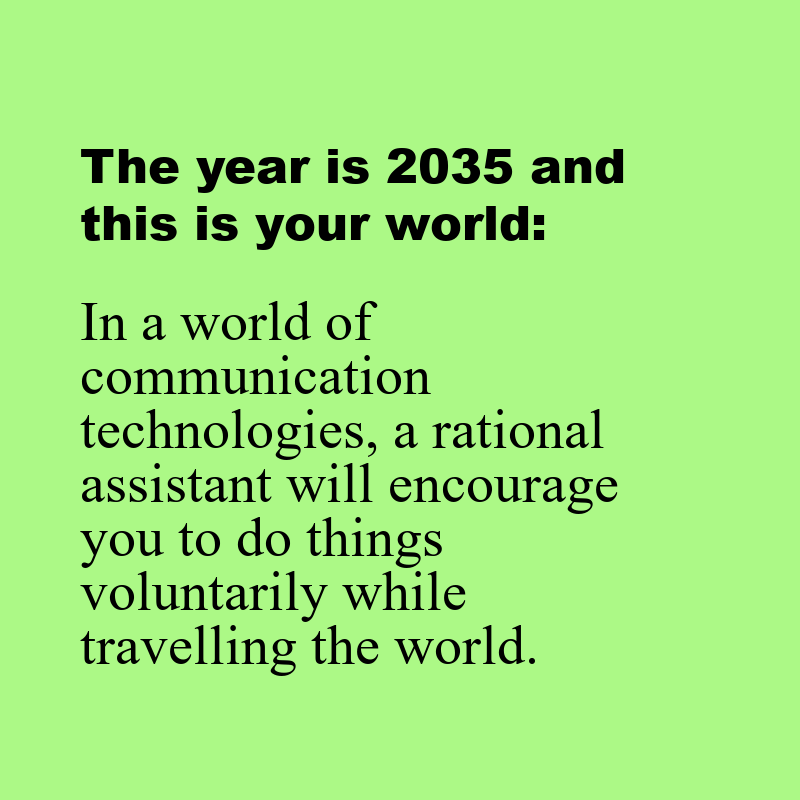 The year is 2035 and
this is your world:
In a world of
communication
technologies, a rational
assistant will encourage
you to do things
voluntarily while
travelling the world.